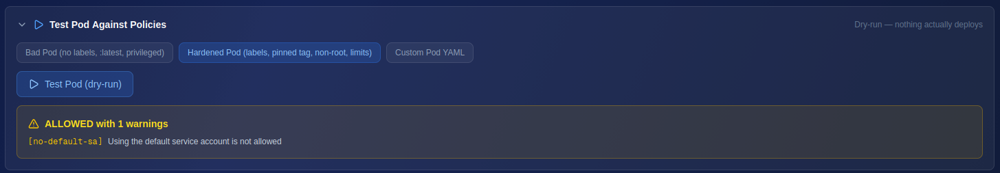 Test Pod Against Policies
Dry-run — nothing actually deploys
Bad Pod (no labels, :latest, privileged)
Hardened Pod (labels, pinned tag, non-root, limits)
Custom Pod YAML
Test Pod (dry-run)
ALLOWED with 1 warnings
[no-default-sa] Using the default service account is not allowed